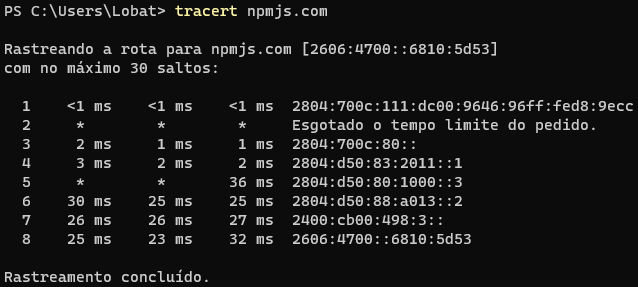 PS C:\Users\Lobat> tracert npmjs.com
Rastreando a rota para npmjs.com [2606:4700::6810:5d53]
com no máximo 30 saltos:
1 <1 ms <1 ms <1 ms 2804:700c:111:dc00:9646:96ff:fed8:9ecc
2 * * * Esgotado o tempo limite do pedido.
3 2 ms 1 ms 1 ms 2804:700c:80::
4 3 ms 2 ms 2 ms 2804:d50:83:2011::1
5 * * 36 ms 2804:d50:80:1000::3
6 30 ms 25 ms 25 ms 2804:d50:88:a013::2
7 26 ms 26 ms 27 ms 2400:cb00:498:3::
8 25 ms 23 ms 32 ms 2606:4700::6810:5d53
Rastreamento concluído.